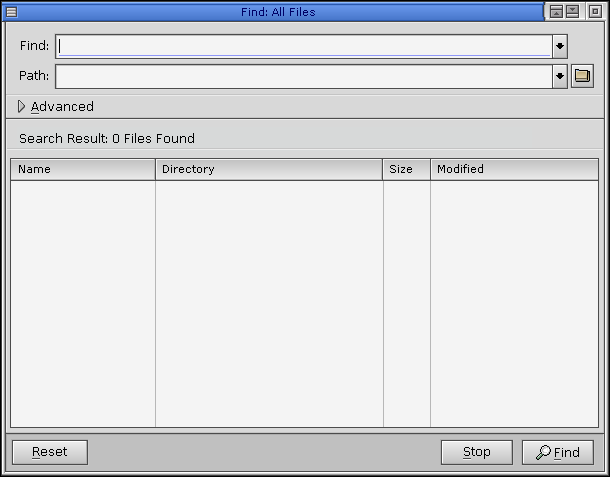 Find: All Files
Find:
Path:
Advanced
Search Result: 0 Files Found
Name Directory Size Modified
Reset Stop Find